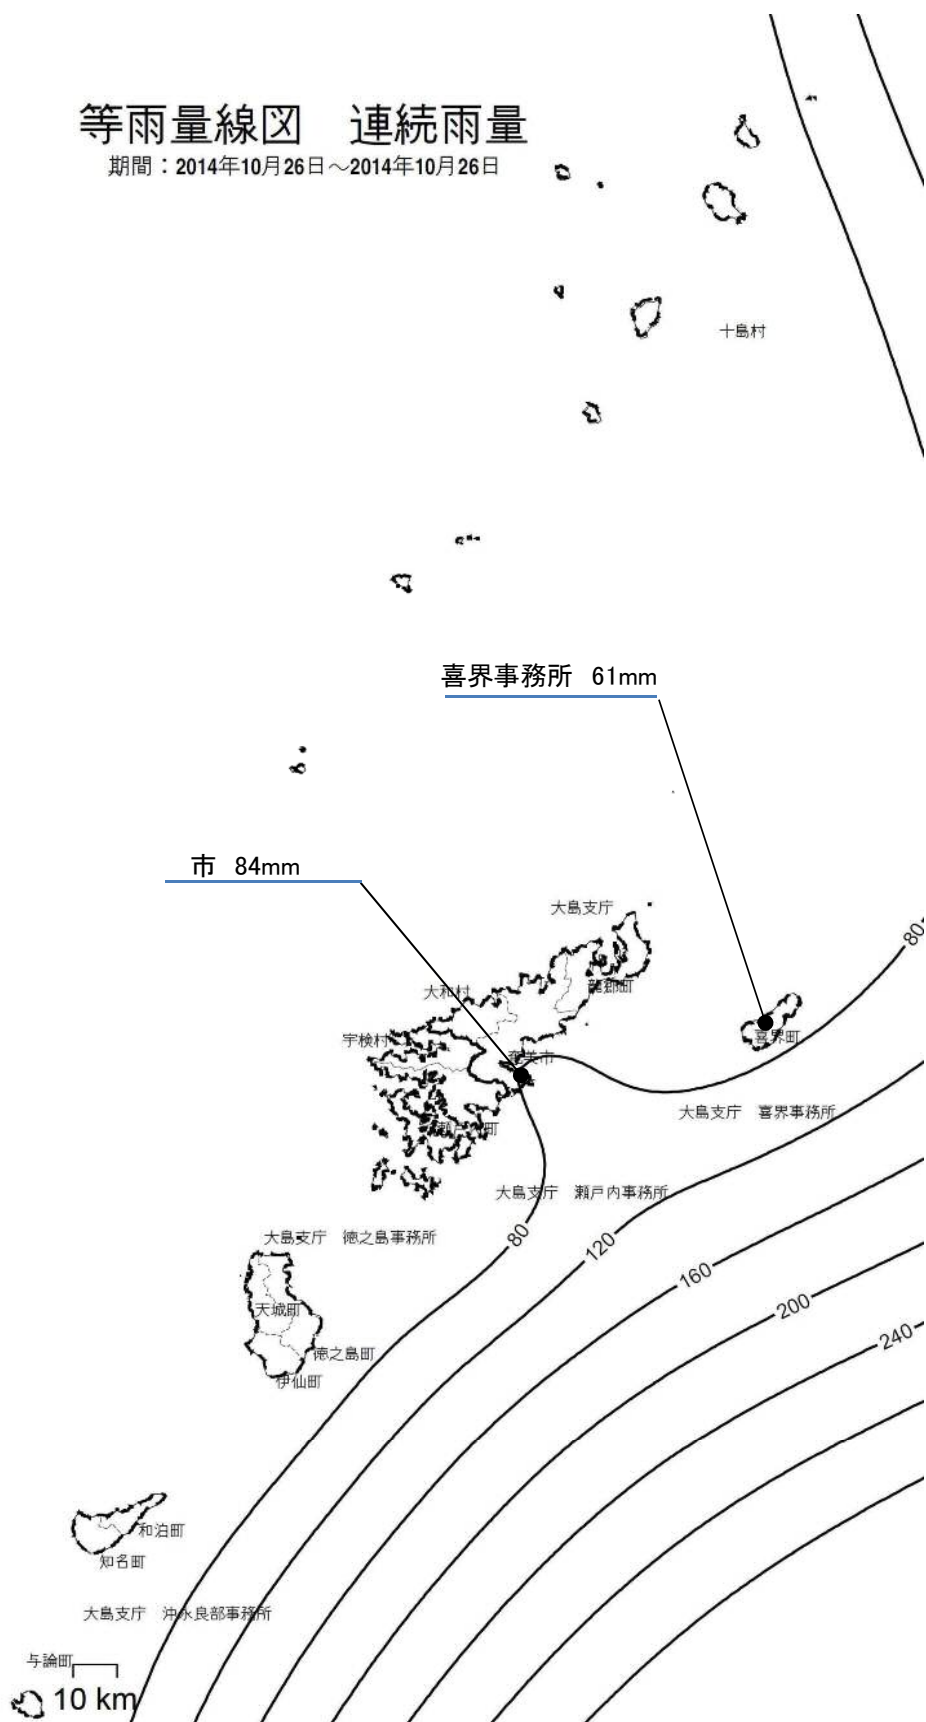 等雨量線図　連続雨量
期間：2014年10月26日～2014年10月26日
十島村
喜界事務所　61mm
市　84mm
大島支庁
80
大和村
龍郷町
宇検村
喜界町
奄美市
大島支庁　喜界事務所
瀬戸内町
大島支庁　瀬戸内事務所
大島支庁　徳之島事務所
80
120
160
200
240
天城町
徳之島町
伊仙町
和泊町
知名町
大島支庁　沖永良部事務所
与論町
10 km